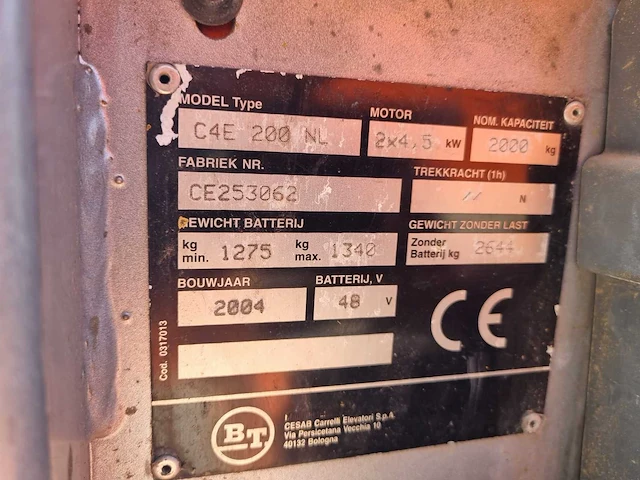 MODEL Type
MOTOR
NOM. KAPACITEIT
C4E 200 NL
2x4,5 kW
2000 kg
FABRIEK NR.
TREKKRACHT (1h)
CE253062
// N
GEWICHT BATTERIJ
GEWICHT ZONDER LAST
kg min. 1275 kg max. 1340
Zonder Batterij kg 2644
BOUWJAAR
BATTERIJ, V
2004
48 V
CE
Cod. 0317013
BT
CESAB Carrelli Elevatori S.p.A.
Via Persicetana Vecchia 10
40132 Bologna